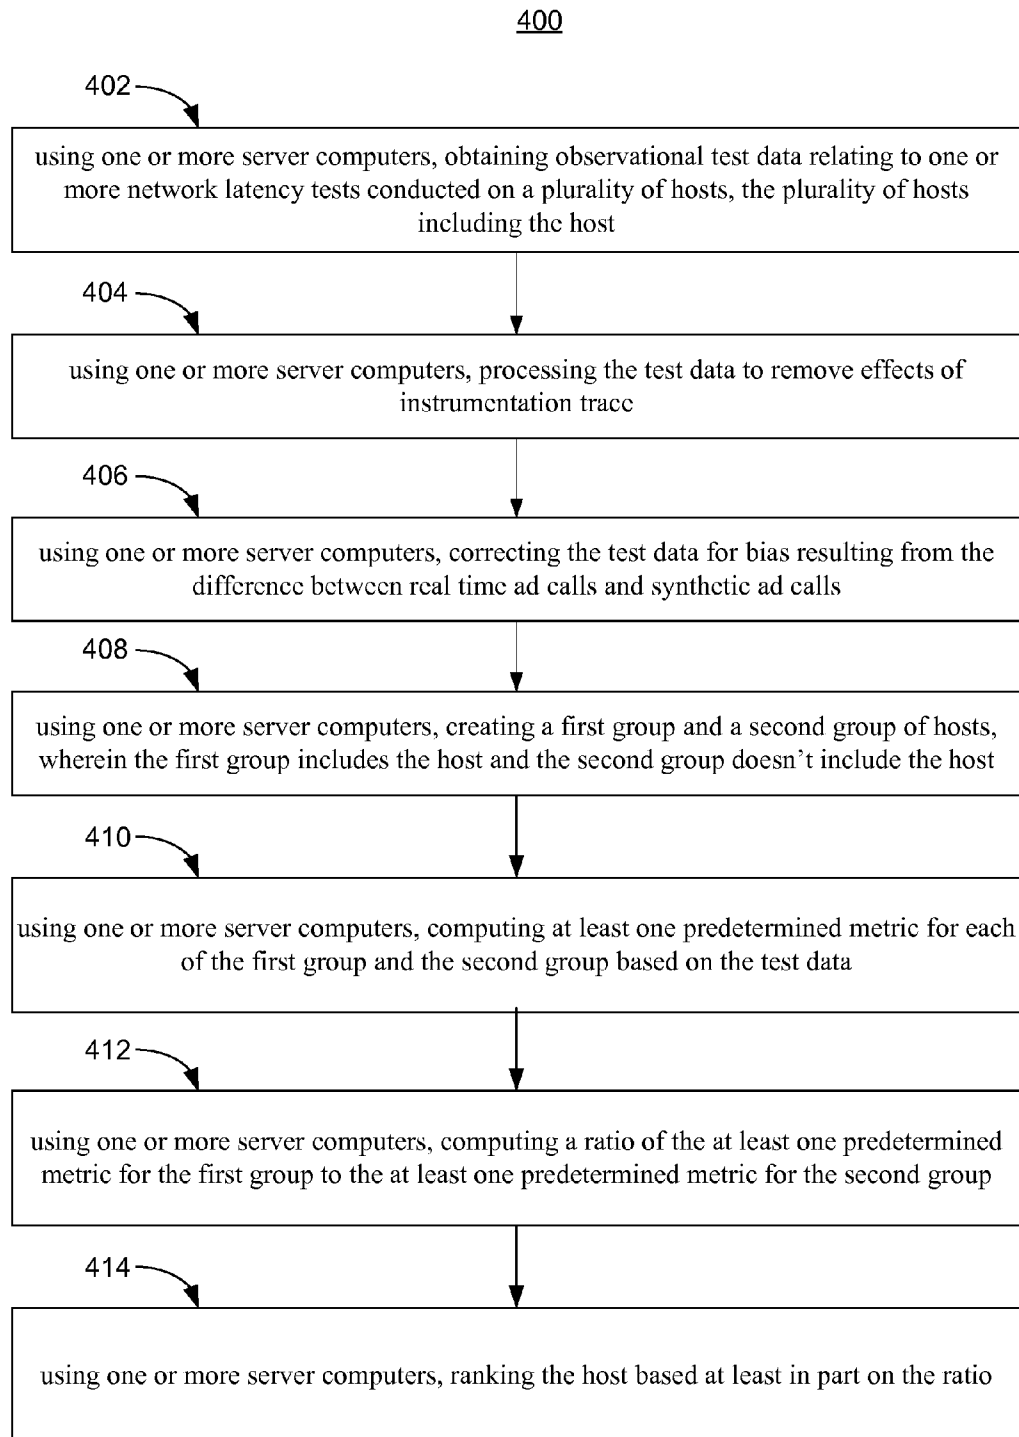 400
402
using one or more server computers, obtaining observational test data relating to one or
more network latency tests conducted on a plurality of hosts, the plurality of hosts
including the host
404
using one or more server computers, processing the test data to remove effects of
instrumentation trace
406
using one or more server computers, correcting the test data for bias resulting from the
difference between real time ad calls and synthetic ad calls
408
using one or more server computers, creating a first group and a second group of hosts,
wherein the first group includes the host and the second group doesn't include the host
410
using one or more server computers, computing at least one predetermined metric for each
of the first group and the second group based on the test data
412
using one or more server computers, computing a ratio of the at least one predetermined
metric for the first group to the at least one predetermined metric for the second group
414
using one or more server computers, ranking the host based at least in part on the ratio